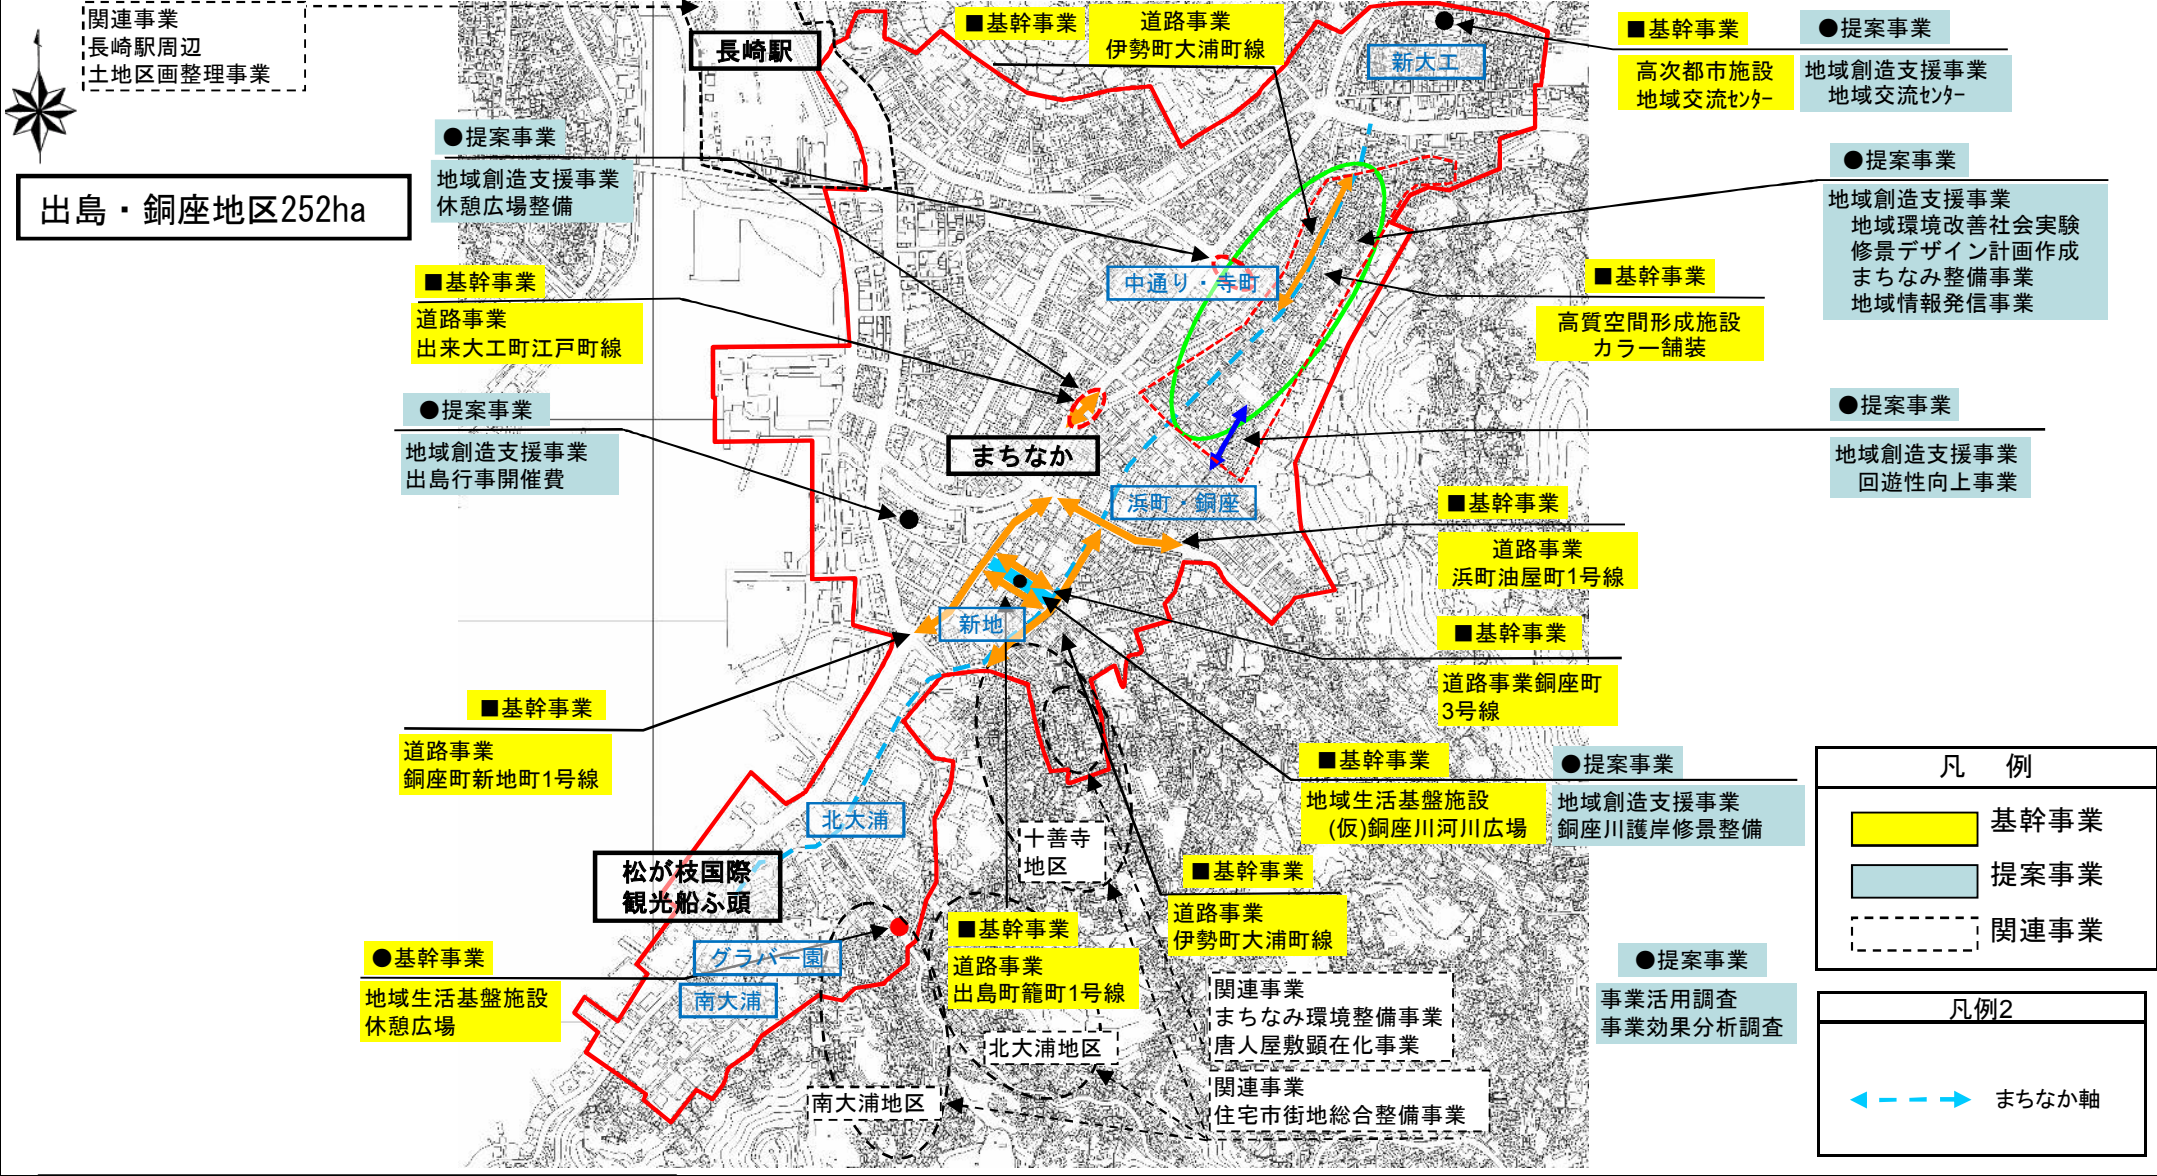 関連事業
長崎駅周辺
土地区画整理事業
長崎駅
■基幹事業
道路事業
伊勢町大浦町線
新大工
■基幹事業
高次都市施設
地域交流ｾﾝﾀｰ
●提案事業
地域創造支援事業
地域交流ｾﾝﾀｰ
出島・銅座地区252ha
●提案事業
地域創造支援事業
休憩広場整備
●提案事業
地域創造支援事業
地域環境改善社会実験
修景デザイン計画作成
まちなみ整備事業
地域情報発信事業
■基幹事業
道路事業
出来大工町江戸町線
中通り・寺町
■基幹事業
高質空間形成施設
カラー舗装
●提案事業
地域創造支援事業
出島行事開催費
まちなか
●提案事業
地域創造支援事業
回遊性向上事業
浜町・銅座
■基幹事業
道路事業
浜町油屋町1号線
新地
■基幹事業
道路事業銅座町
3号線
■基幹事業
道路事業
銅座町新地町1号線
■基幹事業
地域生活基盤施設
(仮)銅座川河川広場
●提案事業
地域創造支援事業
銅座川護岸修景整備
北大浦
十善寺
地区
松が枝国際
観光船ふ頭
■基幹事業
道路事業
伊勢町大浦町線
■基幹事業
道路事業
出島町籠町1号線
グラバー園
南大浦
●基幹事業
地域生活基盤施設
休憩広場
関連事業
まちなみ環境整備事業
唐人屋敷顕在化事業
北大浦地区
関連事業
住宅市街地総合整備事業
南大浦地区
●提案事業
事業活用調査
事業効果分析調査
凡　例
基幹事業
提案事業
関連事業
凡例2
まちなか軸